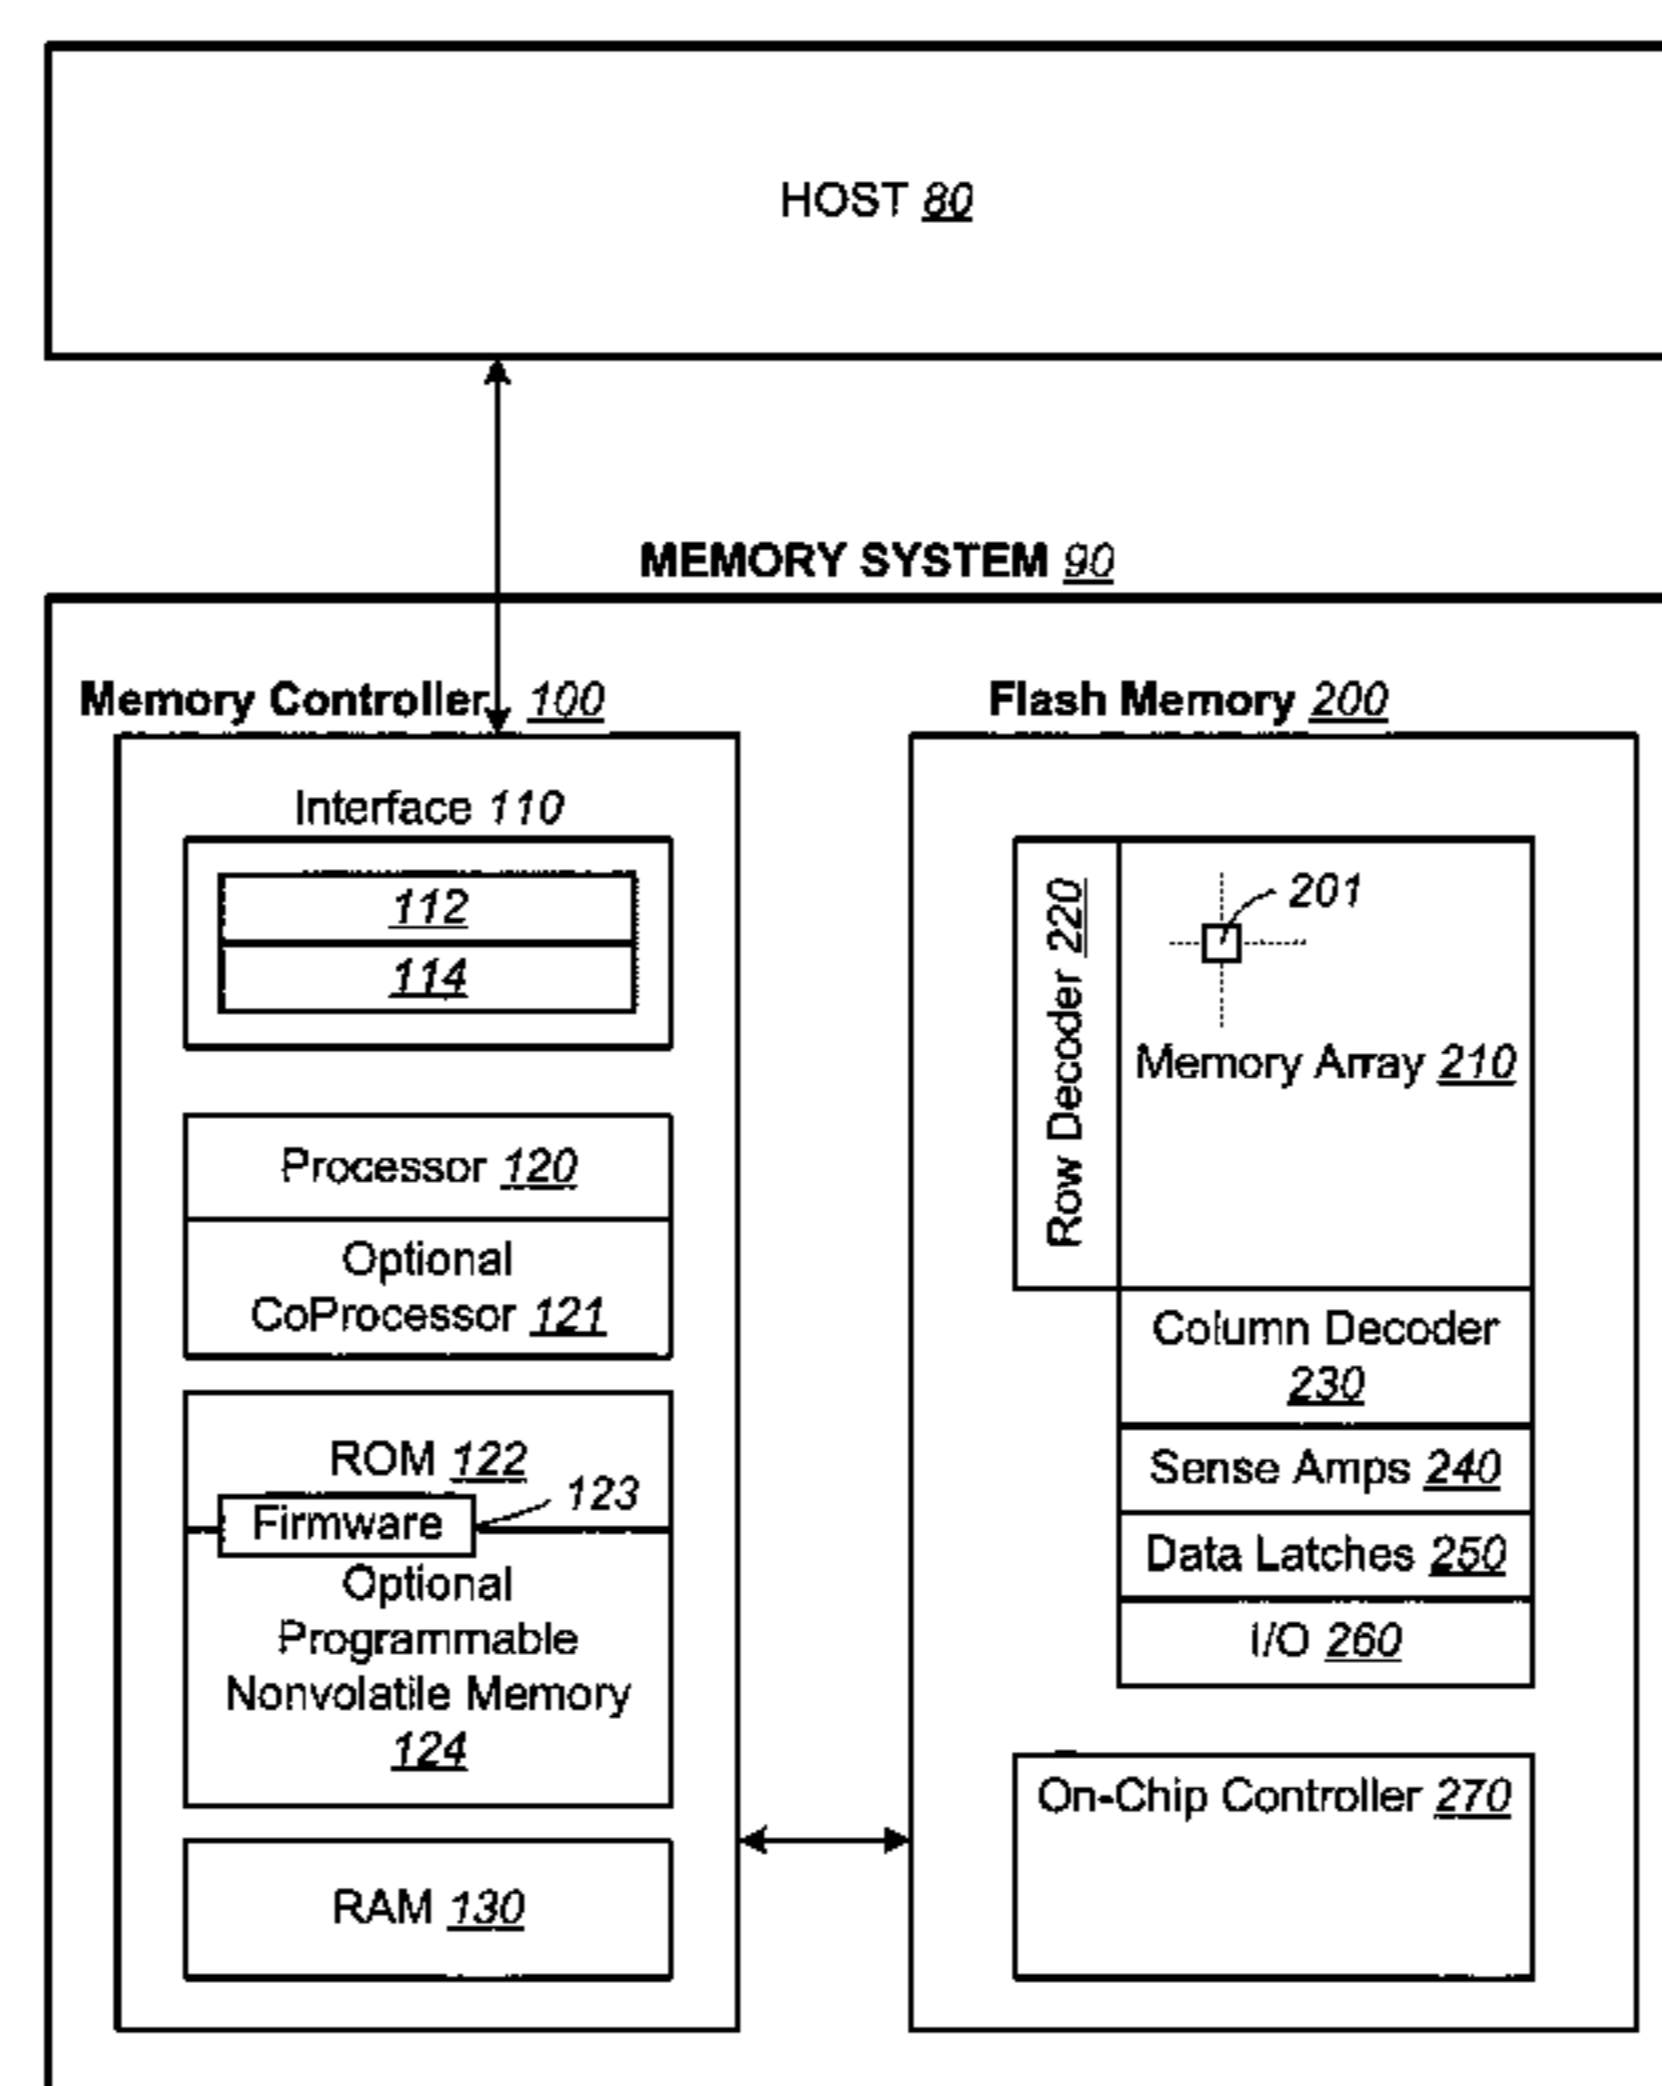 HOST 80
MEMORY SYSTEM 90
Memory Controller 100
Interface 110
112
114
Processor 120
Optional
CoProcessor 121
ROM 122
123
Firmware
Optional
Programmable
Nonvolatile Memory
124
RAM 130
Flash Memory 200
Row Decoder 220
201
Memory Array 210
Column Decoder
230
Sense Amps 240
Data Latches 250
I/O 260
On-Chip Controller 270